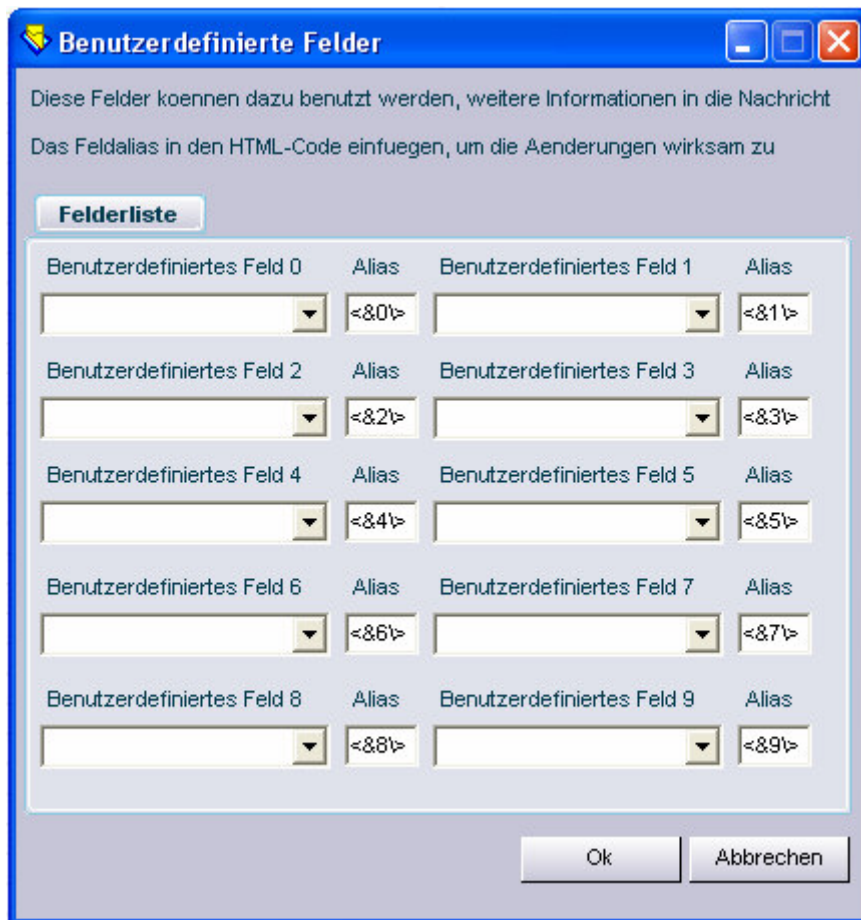 Benutzerdefinierte Felder
Diese Felder koennen dazu benutzt werden, weitere Informationen in die Nachricht
Das Feldalias in den HTML-Code einfuegen, um die Aenderungen wirksam zu
Felderliste
Benutzerdefiniertes Feld 0 Alias Benutzerdefiniertes Feld 1 Alias
<&0\> <&1\>
Benutzerdefiniertes Feld 2 Alias Benutzerdefiniertes Feld 3 Alias
<&2\> <&3\>
Benutzerdefiniertes Feld 4 Alias Benutzerdefiniertes Feld 5 Alias
<&4\> <&5\>
Benutzerdefiniertes Feld 6 Alias Benutzerdefiniertes Feld 7 Alias
<&6\> <&7\>
Benutzerdefiniertes Feld 8 Alias Benutzerdefiniertes Feld 9 Alias
<&8\> <&9\>
Ok Abbrechen